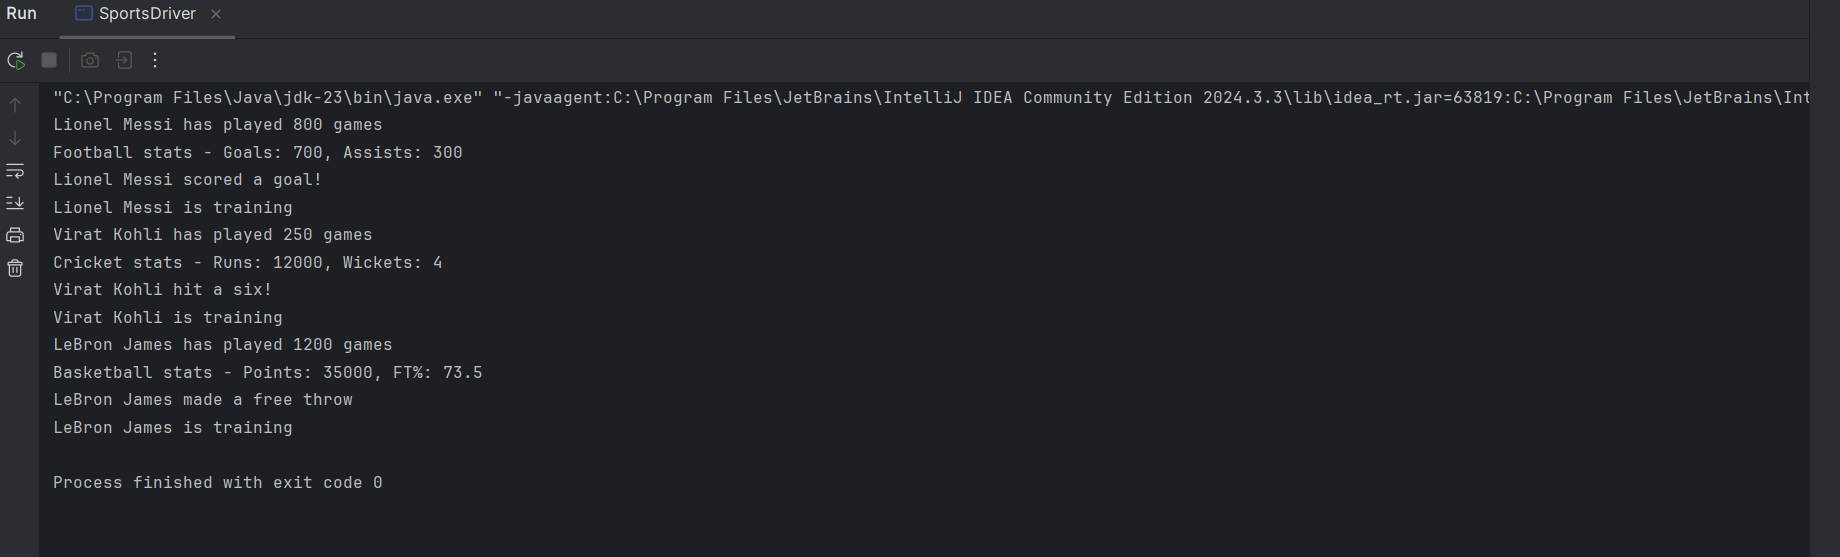 Run SportsDriver
"C:\Program Files\Java\jdk-23\bin\java.exe" "-javaagent:C:\Program Files\JetBrains\IntelliJ IDEA Community Edition 2024.3.3\lib\idea_rt.jar=63819:C:\Program Files\JetBrains\Int
Lionel Messi has played 800 games
Football stats - Goals: 700, Assists: 300
Lionel Messi scored a goal!
Lionel Messi is training
Virat Kohli has played 250 games
Cricket stats - Runs: 12000, Wickets: 4
Virat Kohli hit a six!
Virat Kohli is training
LeBron James has played 1200 games
Basketball stats - Points: 35000, FT%: 73.5
LeBron James made a free throw
LeBron James is training
Process finished with exit code 0